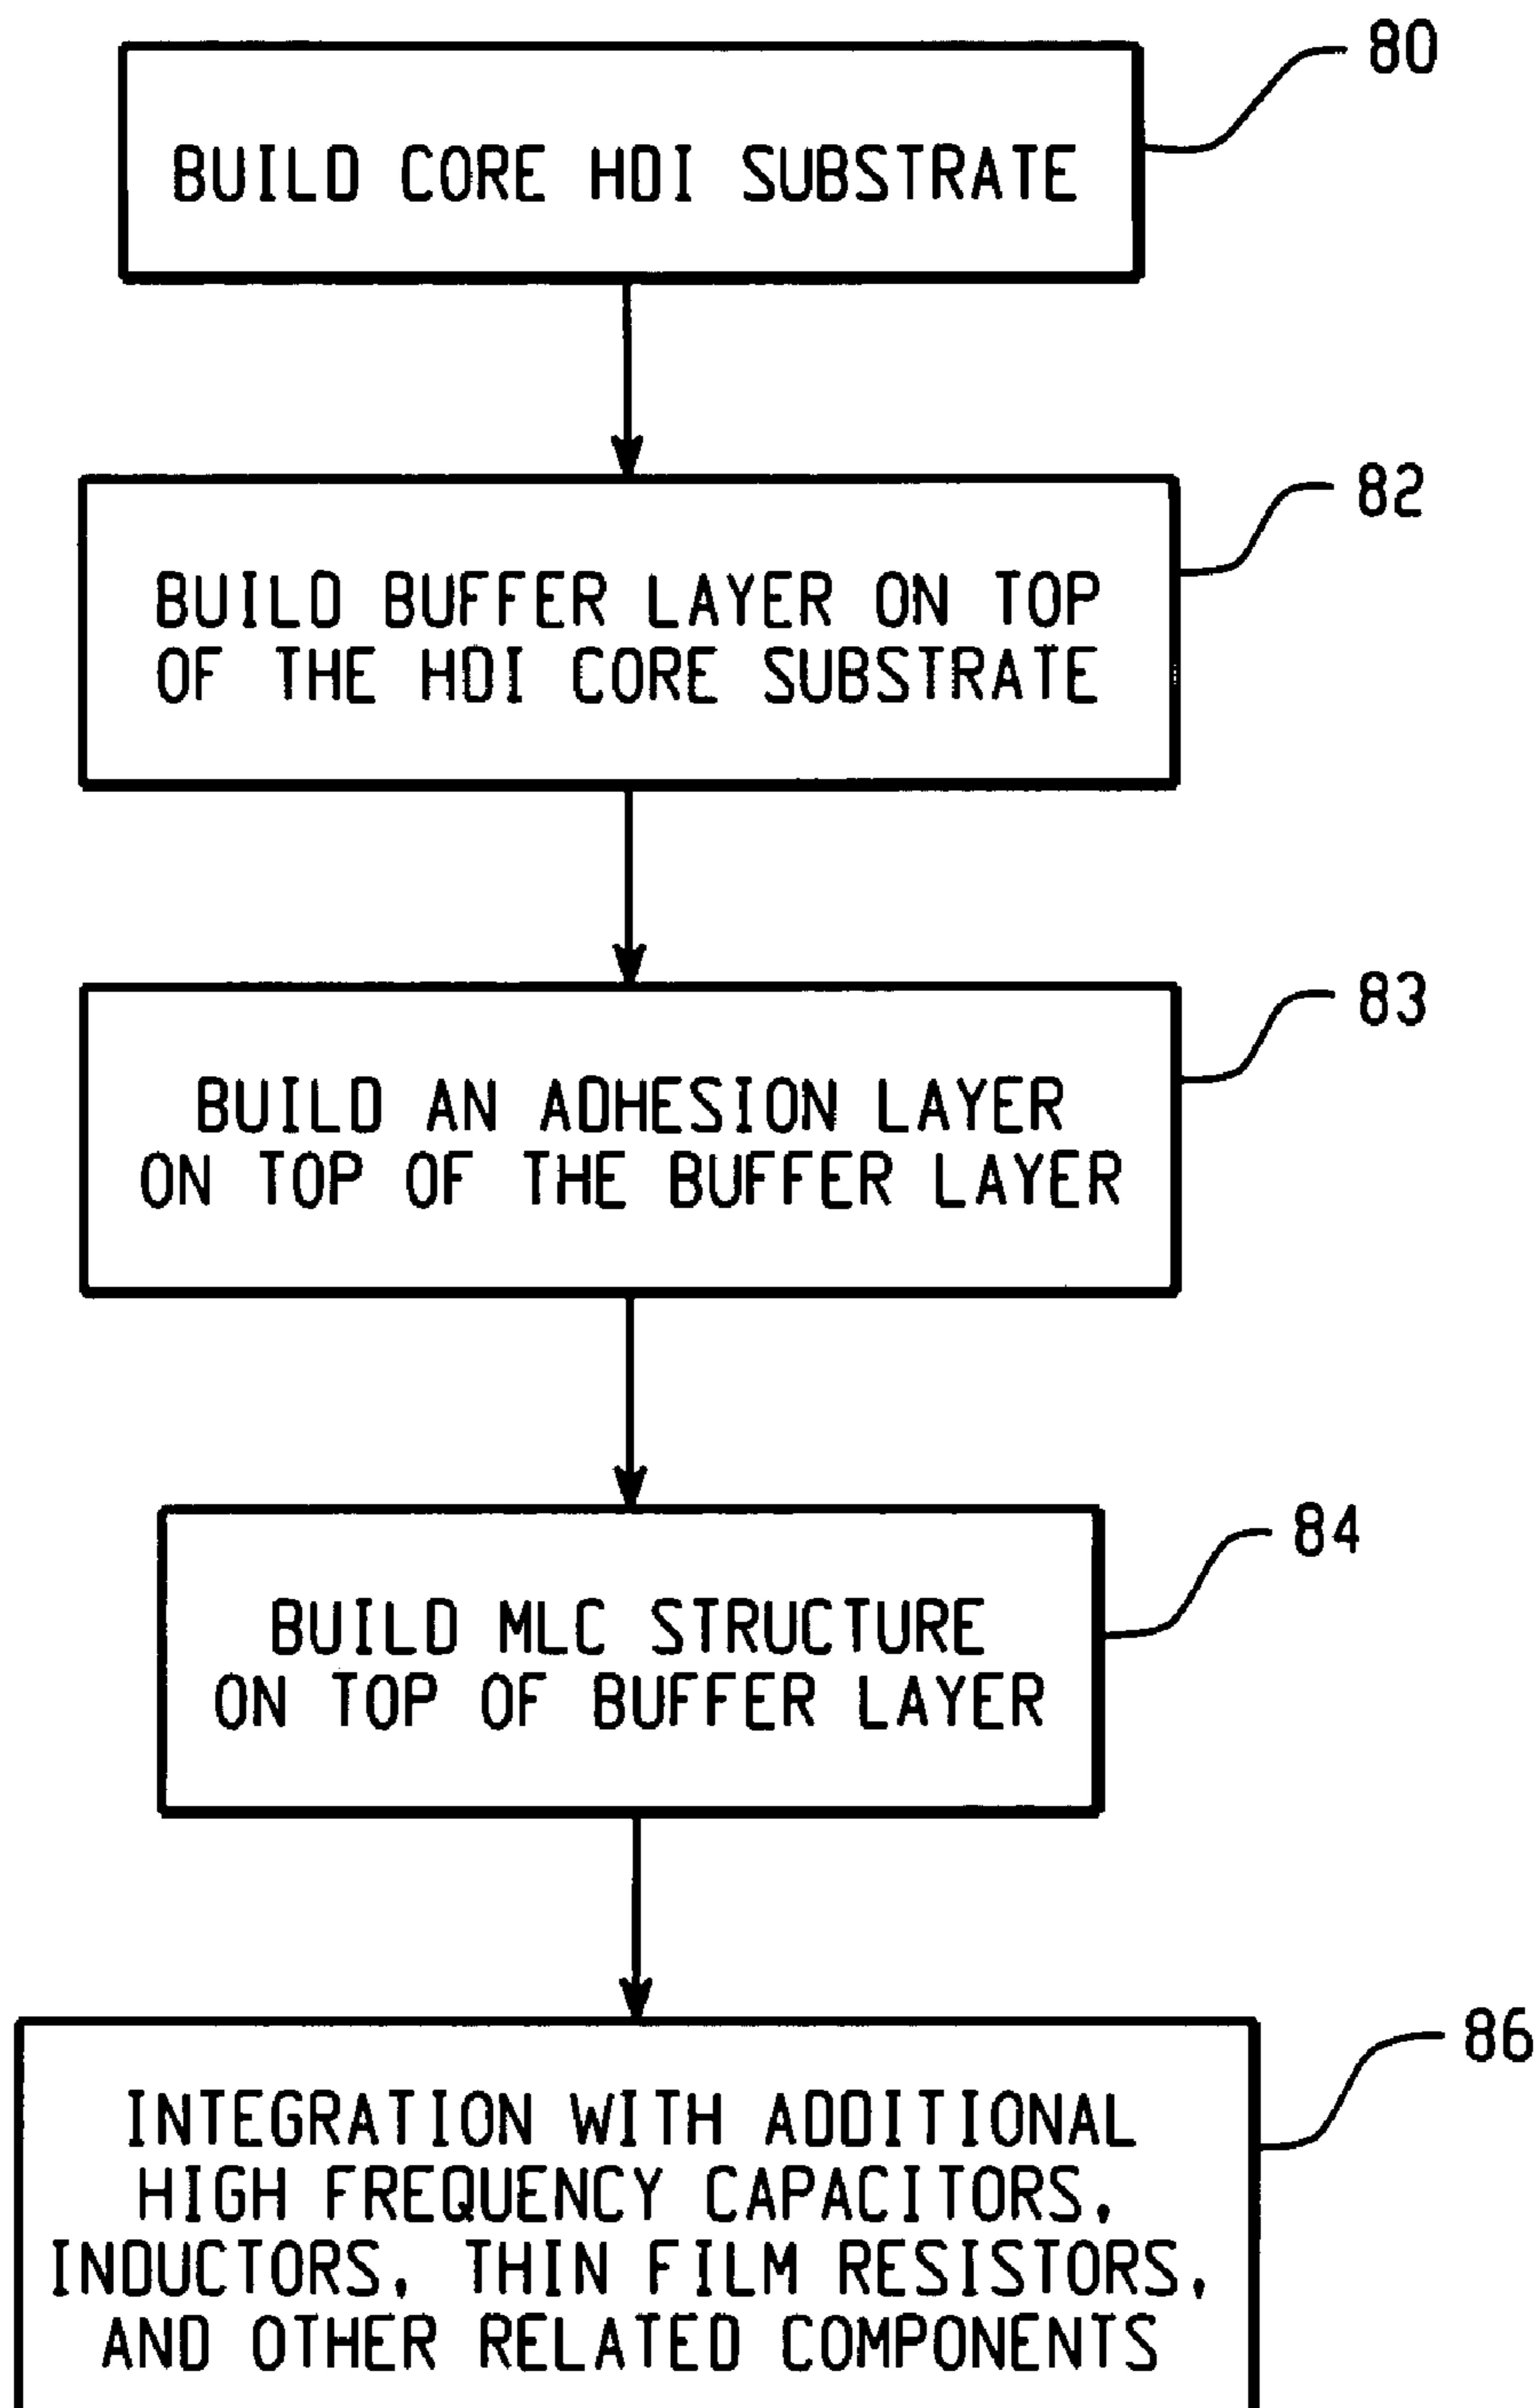 80
BUILD CORE HDI SUBSTRATE
82
BUILD BUFFER LAYER ON TOP
OF THE HDI CORE SUBSTRATE
83
BUILD AN ADHESION LAYER
ON TOP OF THE BUFFER LAYER
84
BUILD MLC STRUCTURE
ON TOP OF BUFFER LAYER
86
INTEGRATION WITH ADDITIONAL
HIGH FREQUENCY CAPACITORS,
INDUCTORS, THIN FILM RESISTORS,
AND OTHER RELATED COMPONENTS